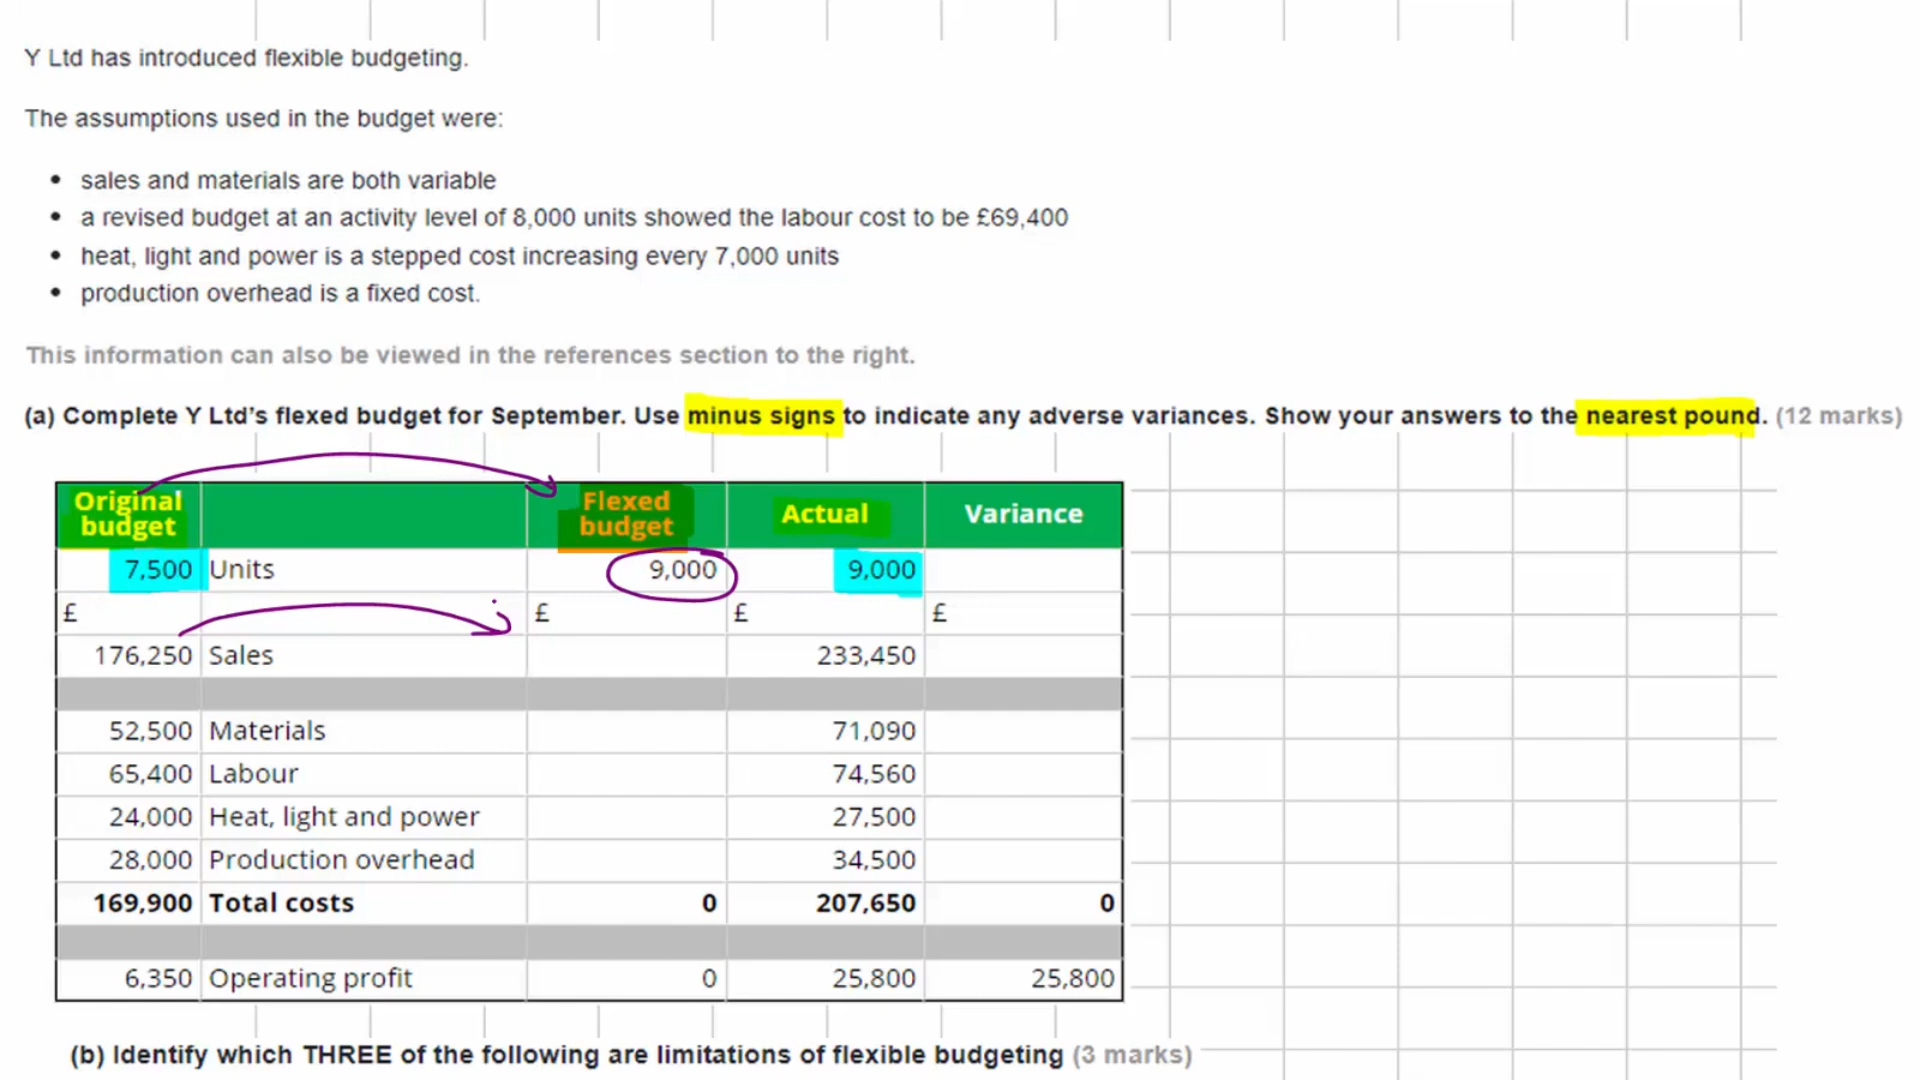 Y Ltd has introduced flexible budgeting.
The assumptions used in the budget were:
• sales and materials are both variable
• a revised budget at an activity level of 8,000 units showed the labour cost to be £69,400
• heat, light and power is a stepped cost increasing every 7,000 units
• production overhead is a fixed cost.
This information can also be viewed in the references section to the right.
(a) Complete Y Ltd's flexed budget for September. Use minus signs to indicate any adverse variances. Show your answers to the nearest pound. (12 marks)
Original budget Flexed budget Actual Variance
7,500 Units 9,000 9,000
£ £ £ £
176,250 Sales 233,450
52,500 Materials 71,090
65,400 Labour 74,560
24,000 Heat, light and power 27,500
28,000 Production overhead 34,500
169,900 Total costs 0 207,650 0
6,350 Operating profit 0 25,800 25,800
(b) Identify which THREE of the following are limitations of flexible budgeting (3 marks)